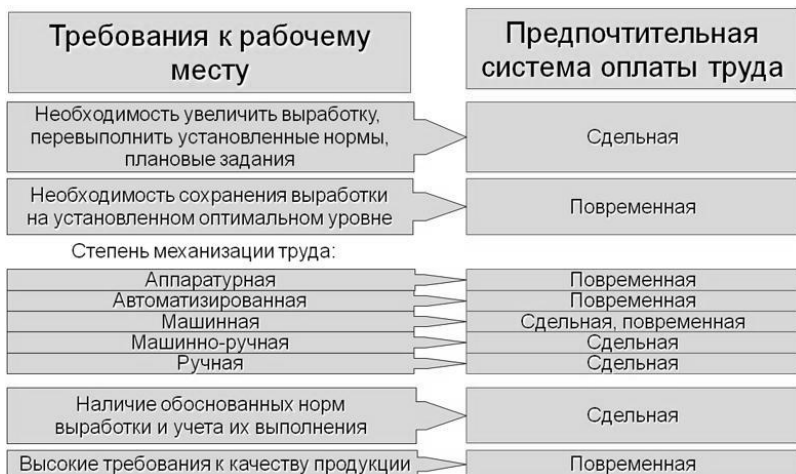 Требования к рабочему
месту
Предпочтительная
система оплаты труда
Необходимость увеличить выработку,
перевыполнить установленные нормы,
плановые задания
Сдельная
Необходимость сохранения выработки
на установленном оптимальном уровне
Повременная
Степень механизации труда:
Аппаратурная
Повременная
Автоматизированная
Повременная
Машинная
Сдельная, повременная
Машинно-ручная
Сдельная
Ручная
Сдельная
Наличие обоснованных норм
выработки и учета их выполнения
Сдельная
Высокие требования к качеству продукции
Повременная